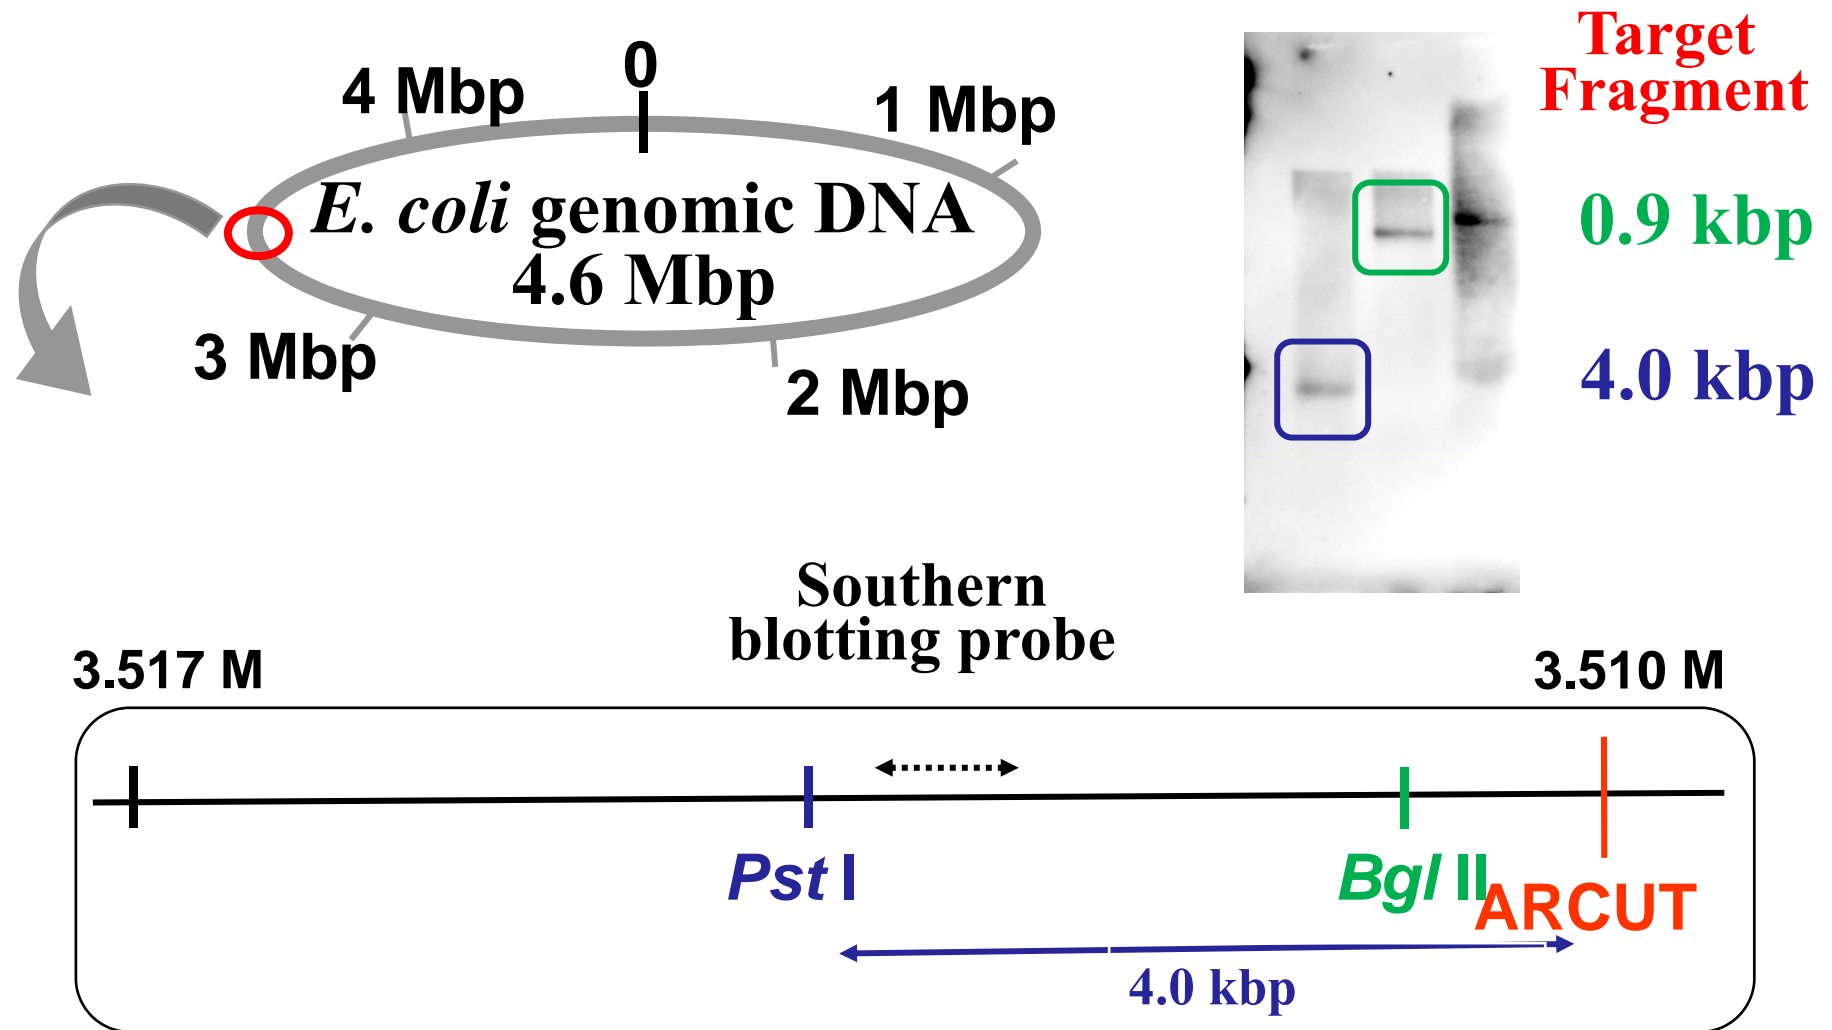 0
4 Mbp
1 Mbp
E. coli genomic DNA
4.6 Mbp
3 Mbp
2 Mbp
Target
Fragment
0.9 kbp
4.0 kbp
Southern
blotting probe
3.517 M
3.510 M
Pst I
Bgl II
ARCUT
4.0 kbp